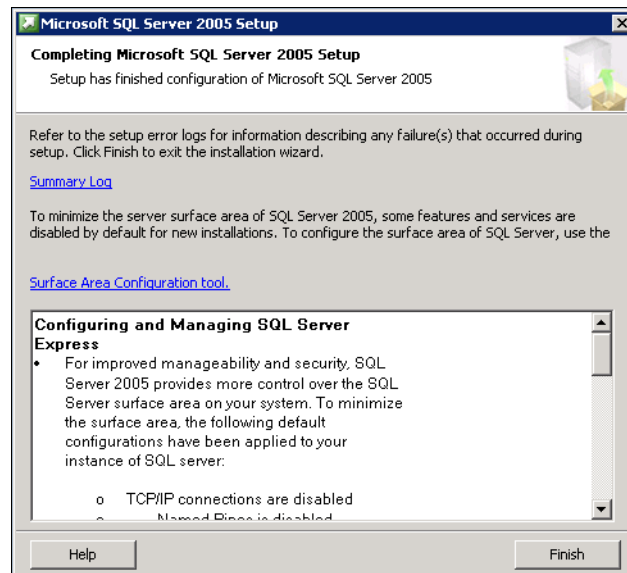 Microsoft SQL Server 2005 Setup
Completing Microsoft SQL Server 2005 Setup
Setup has finished configuration of Microsoft SQL Server 2005
Refer to the setup error logs for information describing any failure(s) that occurred during
setup. Click Finish to exit the installation wizard.
Summary Log
To minimize the server surface area of SQL Server 2005, some features and services are
disabled by default for new installations. To configure the surface area of SQL Server, use the
Surface Area Configuration tool.
Configuring and Managing SQL Server
Express
• For improved manageability and security, SQL
Server 2005 provides more control over the SQL
Server surface area on your system. To minimize
the surface area, the following default
configurations have been applied to your
instance of SQL server:
o TCP/IP connections are disabled
o Named Pipes is disabled
Help
Finish